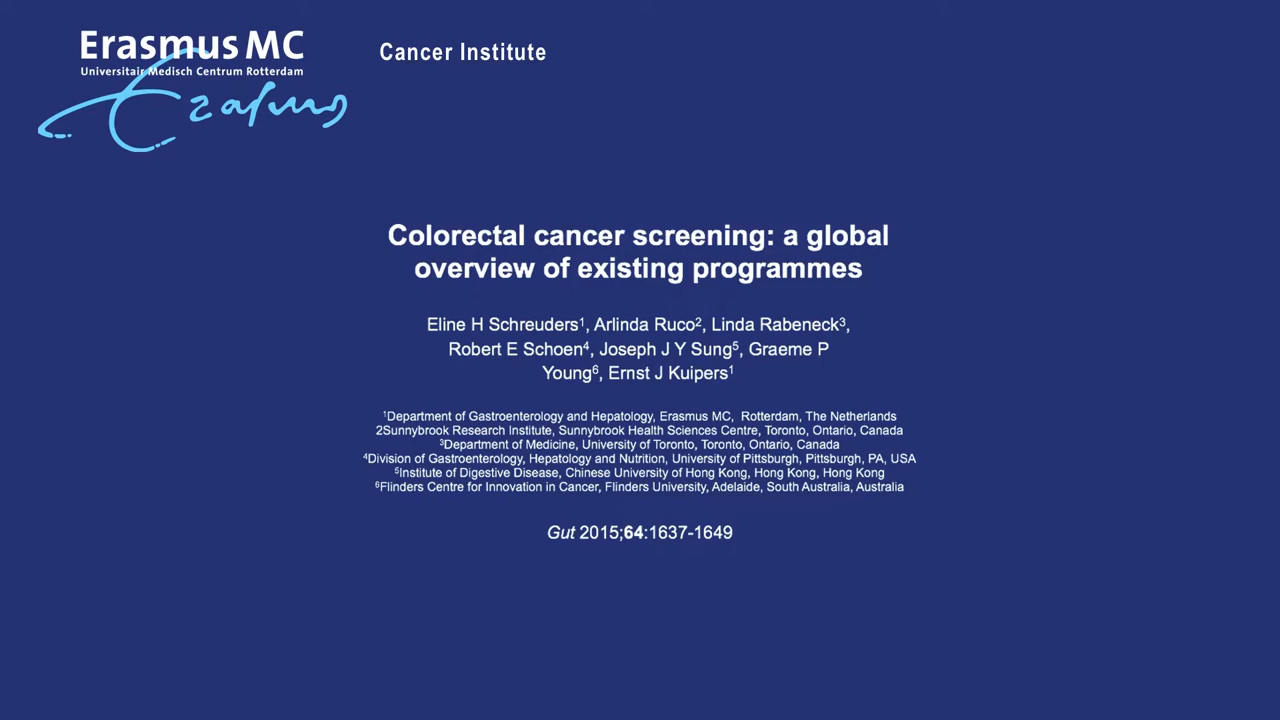 Erasmus MC
Universitair Medisch Centrum Rotterdam
Erasmus
Cancer Institute
Colorectal cancer screening: a global
overview of existing programmes
Eline H Schreuders¹, Arlinda Ruco², Linda Rabeneck³,
Robert E Schoen⁴, Joseph J Y Sung⁵, Graeme P
Young⁶, Ernst J Kuipers¹
¹Department of Gastroenterology and Hepatology, Erasmus MC, Rotterdam, The Netherlands
2Sunnybrook Research Institute, Sunnybrook Health Sciences Centre, Toronto, Ontario, Canada
³Department of Medicine, University of Toronto, Toronto, Ontario, Canada
⁴Division of Gastroenterology, Hepatology and Nutrition, University of Pittsburgh, Pittsburgh, PA, USA
⁵Institute of Digestive Disease, Chinese University of Hong Kong, Hong Kong, Hong Kong
⁶Flinders Centre for Innovation in Cancer, Flinders University, Adelaide, South Australia, Australia
Gut 2015;64:1637-1649